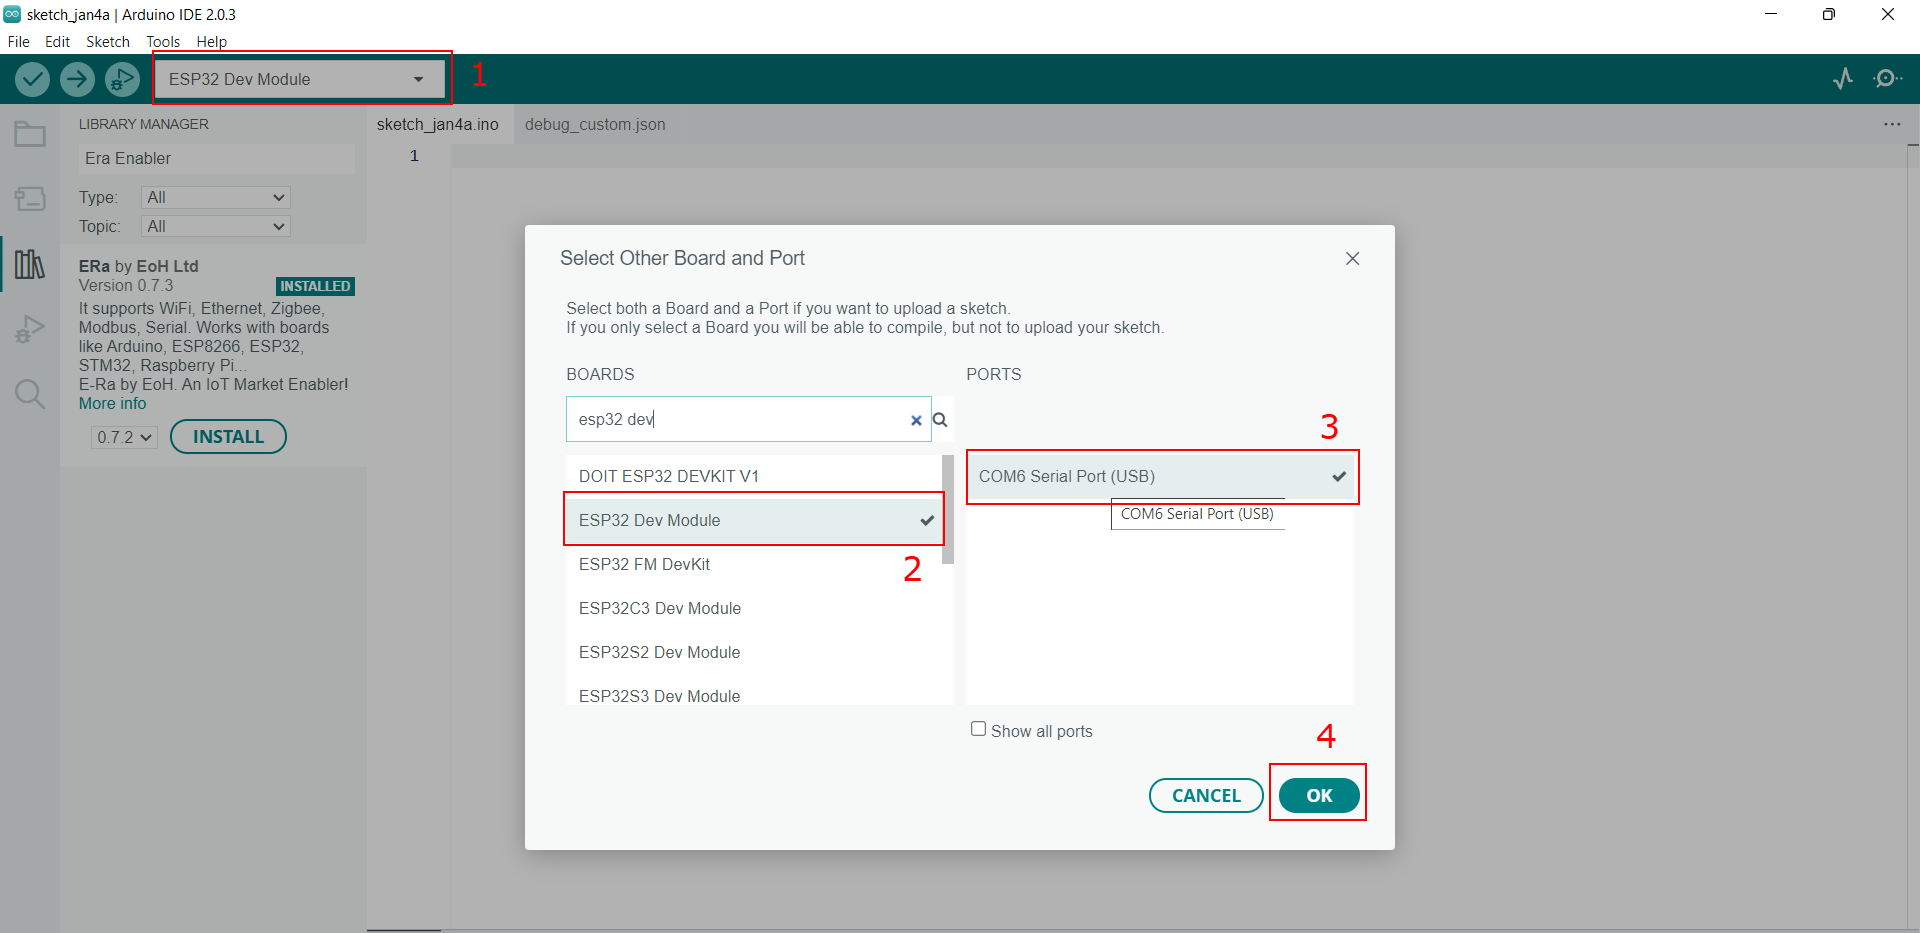 sketch_jan4a | Arduino IDE 2.0.3
File Edit Sketch Tools Help
ESP32 Dev Module
1
LIBRARY MANAGER
Era Enabler
Type: All
Topic: All
ERa by EoH Ltd
Version 0.7.3
INSTALLED
It supports WiFi, Ethernet, Zigbee,
Modbus, Serial. Works with boards
like Arduino, ESP8266, ESP32,
STM32, Raspberry Pi...
E-Ra by EoH. An IoT Market Enabler!
More info
0.7.2 INSTALL
sketch_jan4a.ino debug_custom.json ...
1
Select Other Board and Port
Select both a Board and a Port if you want to upload a sketch.
If you only select a Board you will be able to compile, but not to upload your sketch.
BOARDS
esp32 dev
DOIT ESP32 DEVKIT V1
ESP32 Dev Module
2
ESP32 FM DevKit
ESP32C3 Dev Module
ESP32S2 Dev Module
ESP32S3 Dev Module
PORTS
3
COM6 Serial Port (USB)
COM6 Serial Port (USB)
Show all ports
4
CANCEL OK